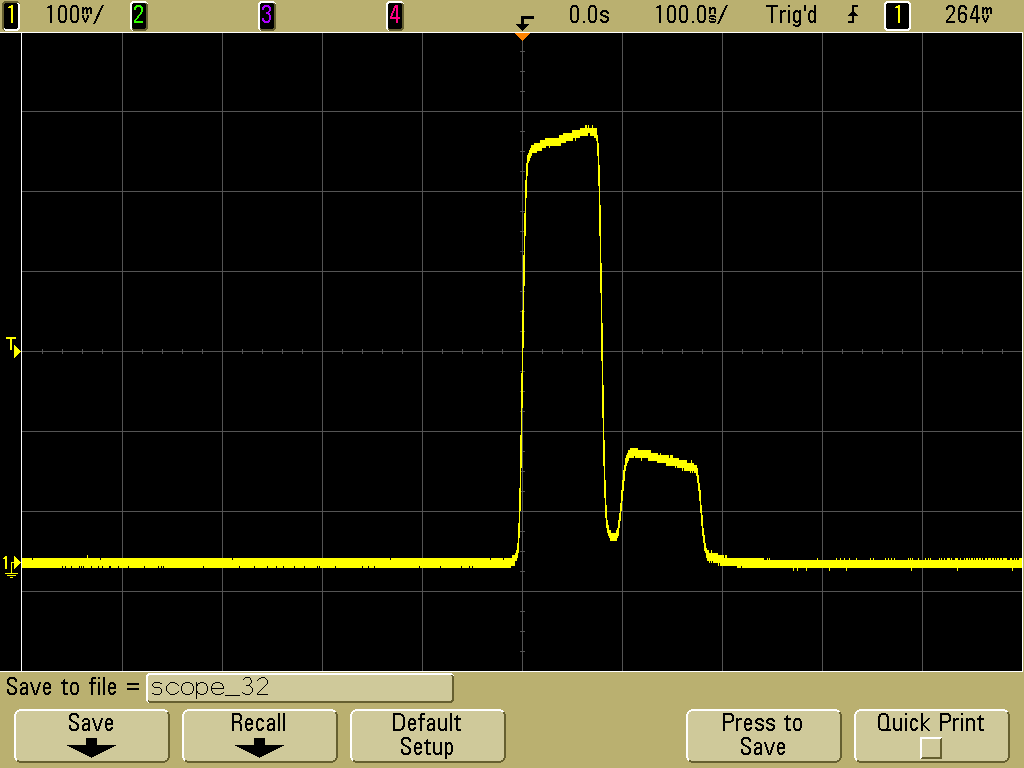 1 100mV/ 2 3 4 0.0s 100.0ns/ Trig'd 1 264mV
T
1
Save to file = scope_32
Save Recall Default Setup Press to Save Quick Print